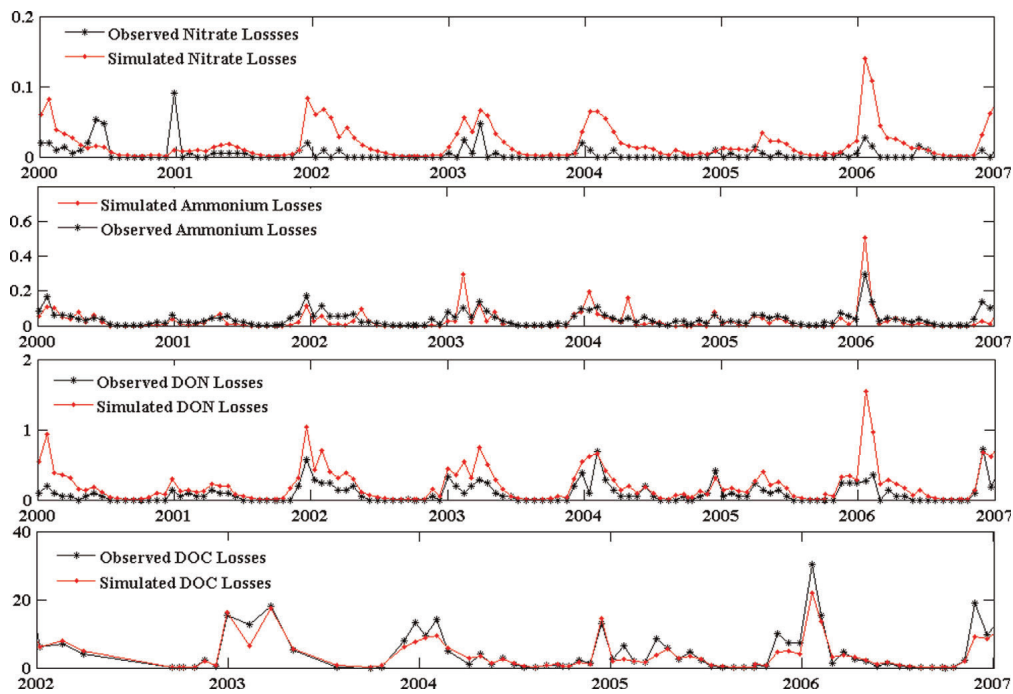 0.2
0.1
0
Observed Nitrate Lossses
Simulated Nitrate Losses
2000 2001 2002 2003 2004 2005 2006 2007
0.6
0.4
0.2
0
Simulated Ammonium Losses
Observed Ammonium Losses
2000 2001 2002 2003 2004 2005 2006 2007
2
1
0
Observed DON Losses
Simulated DON Losses
2000 2001 2002 2003 2004 2005 2006 2007
40
20
0
Observed DOC Losses
Simulated DOC Losses
2002 2003 2004 2005 2006 2007